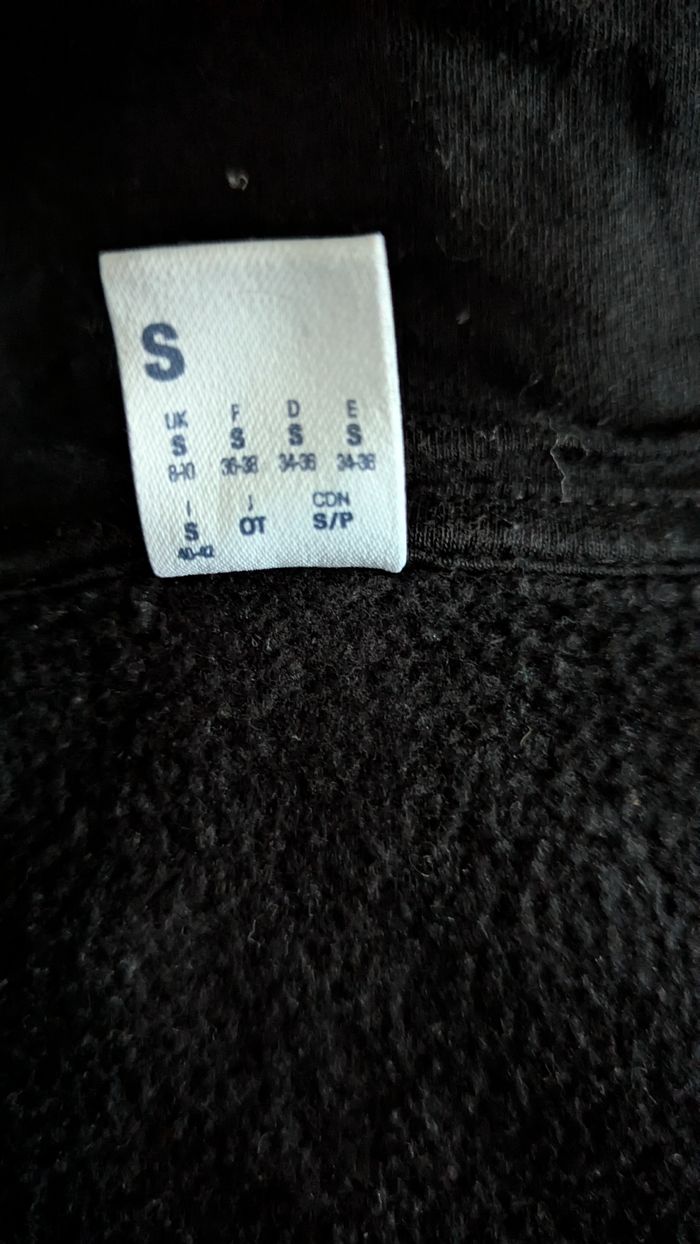 S
UK F D E
S S S S
8-10 36-38 34-36 34-36
I J CDN
S OT S/P
40-42